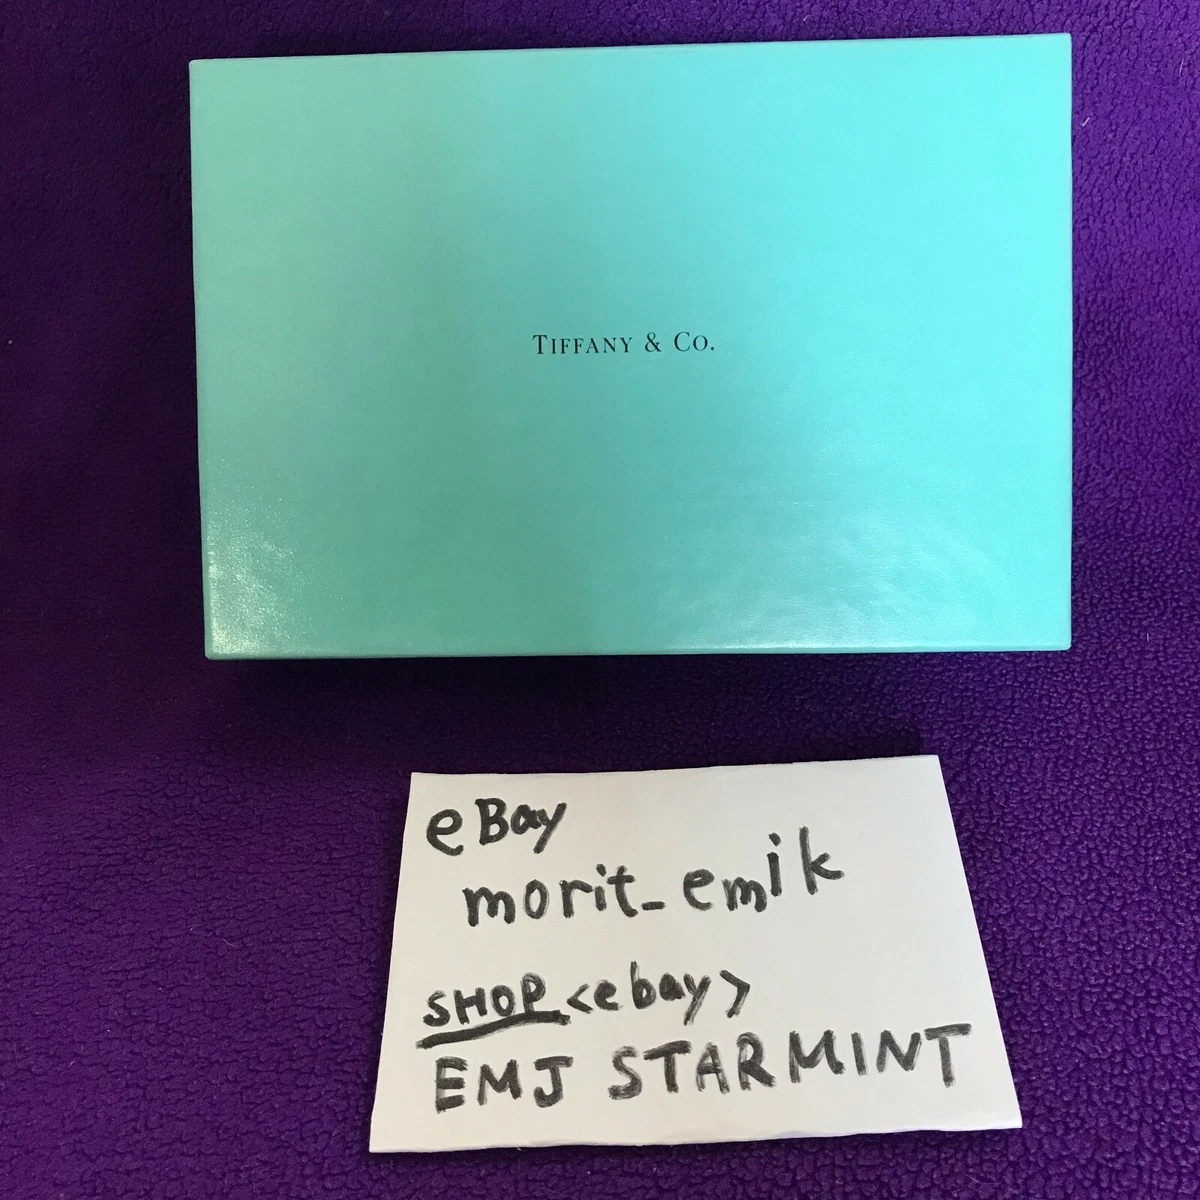 TIFFANY & CO.
eBay
morit_emik
SHOP <ebay>
EMJ STARMINT